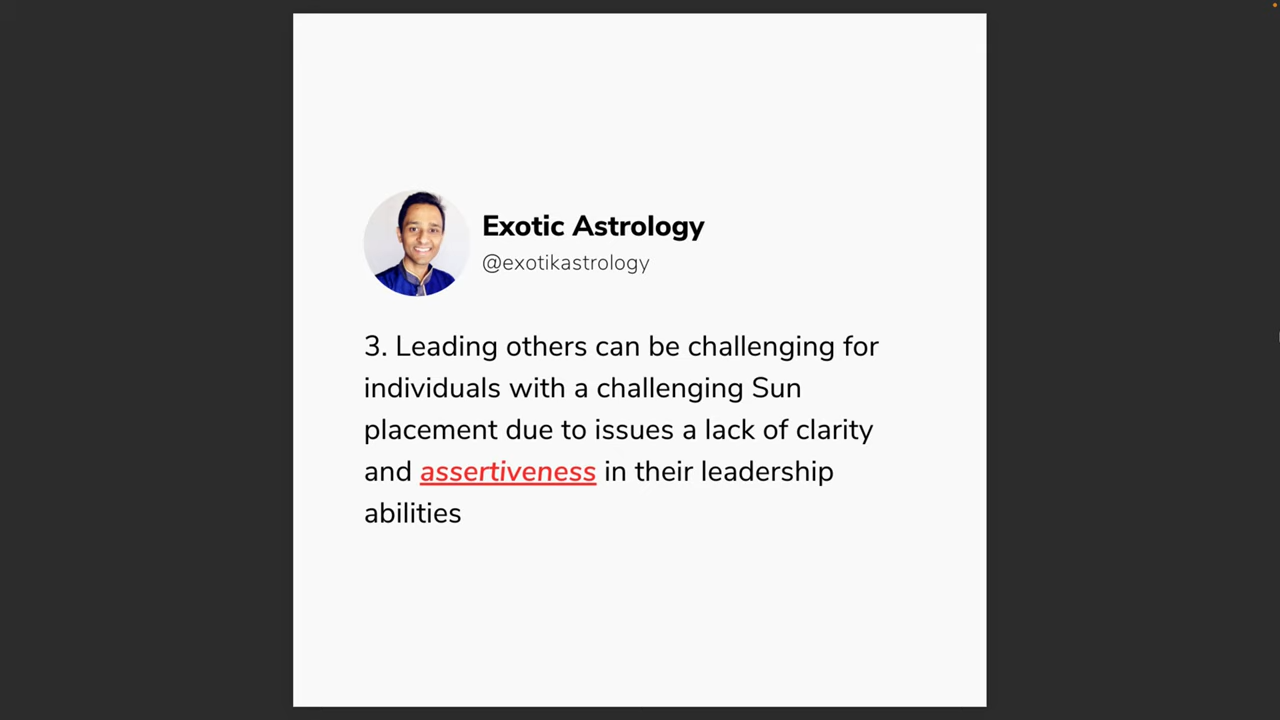 Exotic Astrology
@exotikastrology
3. Leading others can be challenging for
individuals with a challenging Sun
placement due to issues a lack of clarity
and assertiveness in their leadership
abilities